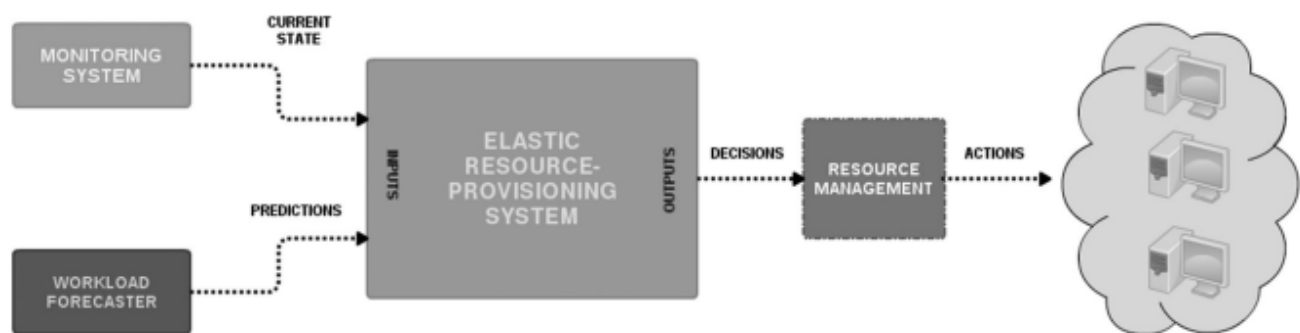 CURRENT
STATE
MONITORING
SYSTEM
INPUTS
ELASTIC
RESOURCE-
PROVISIONING
SYSTEM
OUTPUTS
DECISIONS
RESOURCE
MANAGEMENT
ACTIONS
PREDICTIONS
WORKLOAD
FORECASTER